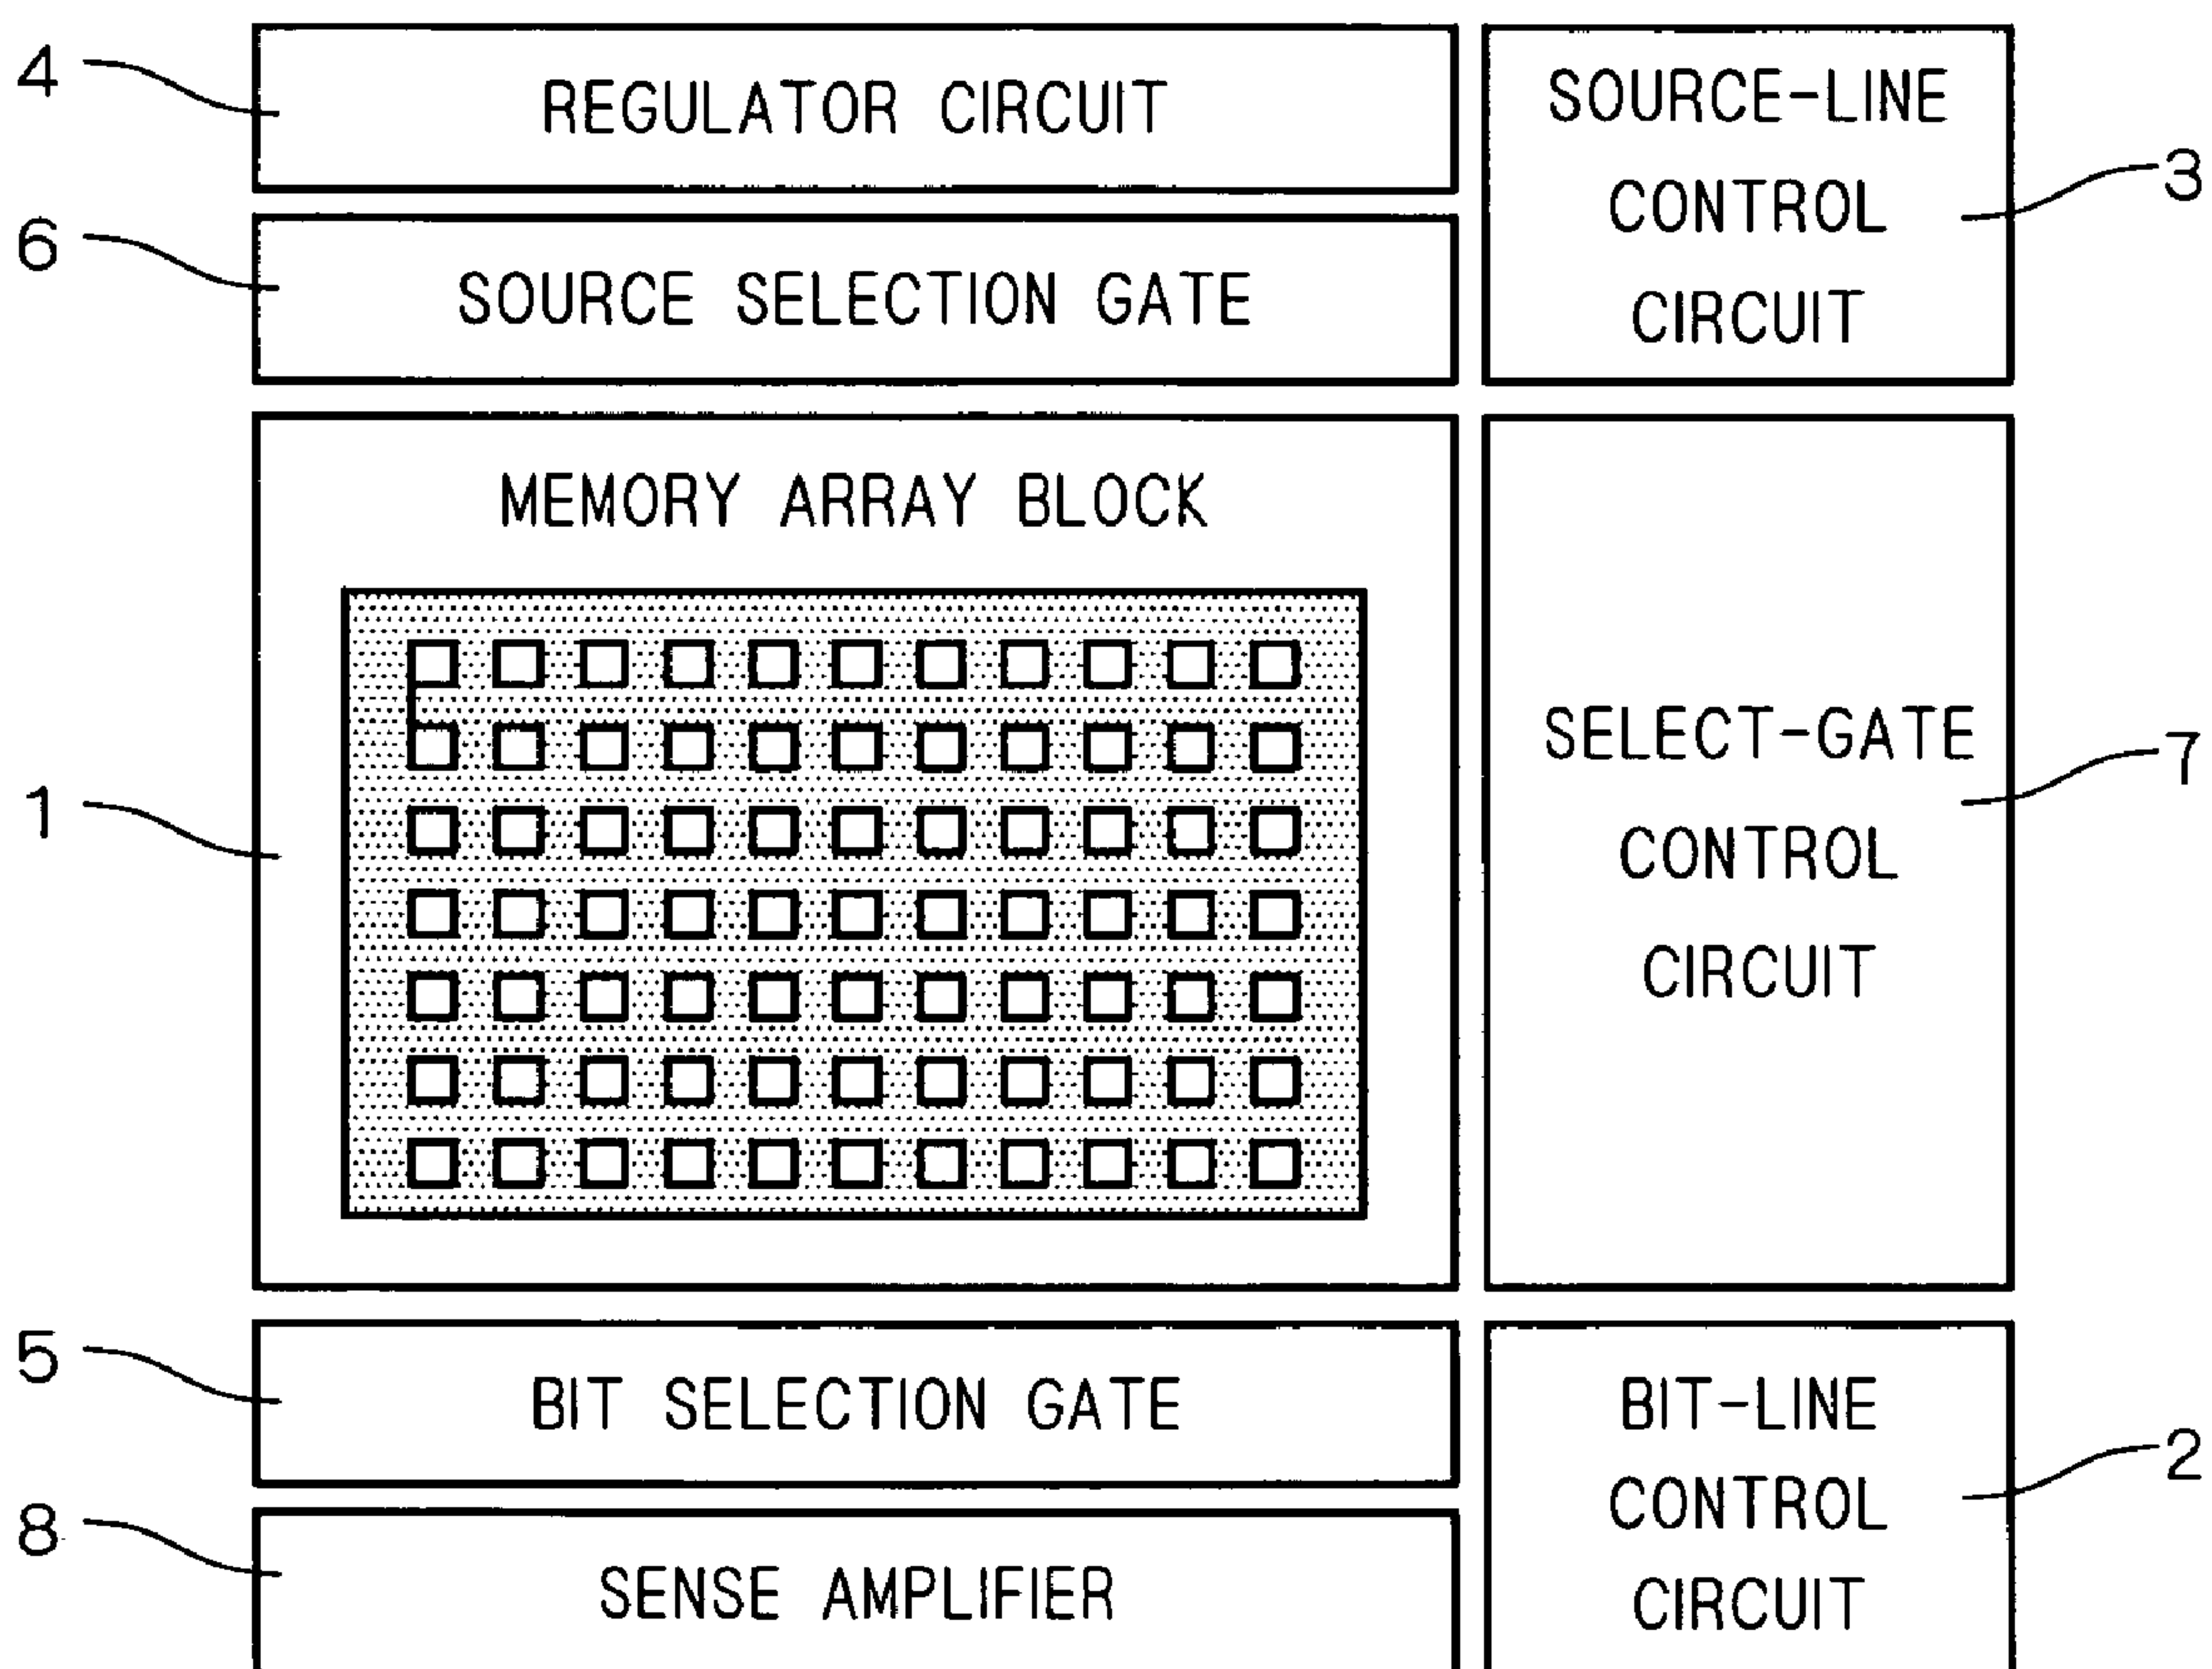 4
REGULATOR CIRCUIT
SOURCE-LINE
CONTROL
CIRCUIT
3
6
SOURCE SELECTION GATE
MEMORY ARRAY BLOCK
1
SELECT-GATE
CONTROL
CIRCUIT
7
5
BIT SELECTION GATE
BIT-LINE
CONTROL
CIRCUIT
2
8
SENSE AMPLIFIER